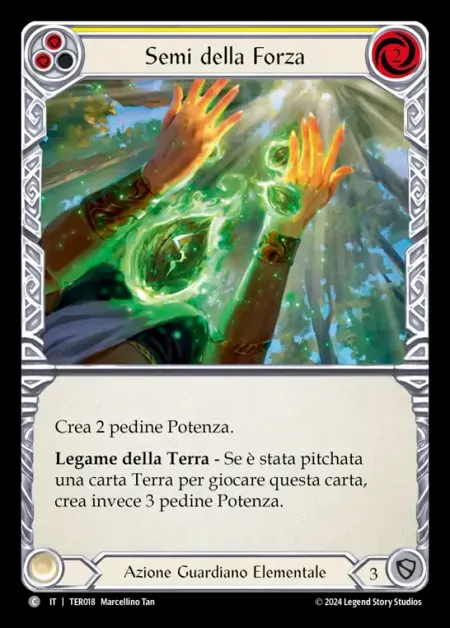 Semi della Forza
2
Crea 2 pedine Potenza.
Legame della Terra - Se è stata pitchata
una carta Terra per giocare questa carta,
crea invece 3 pedine Potenza.
Azione Guardiano Elementale
3
C IT | TER018 Marcellino Tan
© 2024 Legend Story Studios